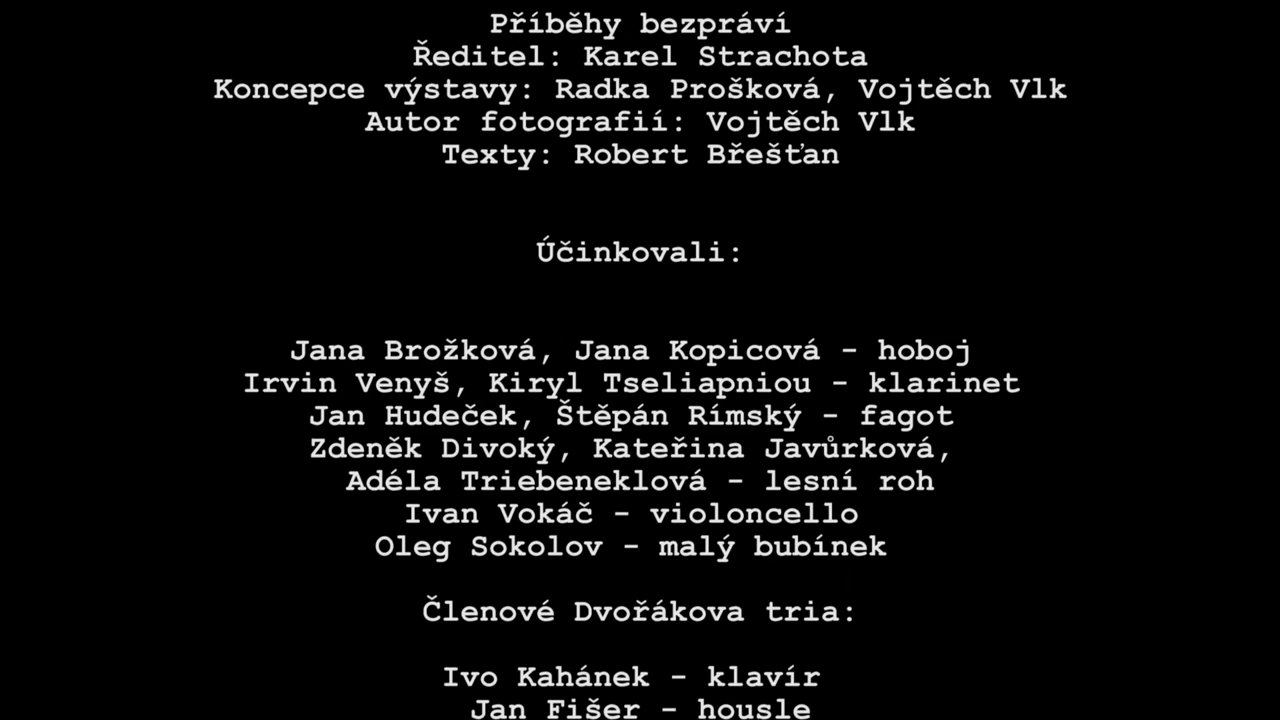 Příběhy bezpráví
Ředitel: Karel Strachota
Koncepce výstavy: Radka Prošková, Vojtěch Vlk
Autor fotografií: Vojtěch Vlk
Texty: Robert Břešťan
Účinkovali:
Jana Brožková, Jana Kopicová - hoboj
Irvin Venyš, Kiryl Tseliapniou - klarinet
Jan Hudeček, Štěpán Rímský - fagot
Zdeněk Divoký, Kateřina Javůrková,
Adéla Triebeneklová - lesní roh
Ivan Vokáč - violoncello
Oleg Sokolov - malý bubínek
Členové Dvořákova tria:
Ivo Kahánek - klavír
Jan Fišer - housle